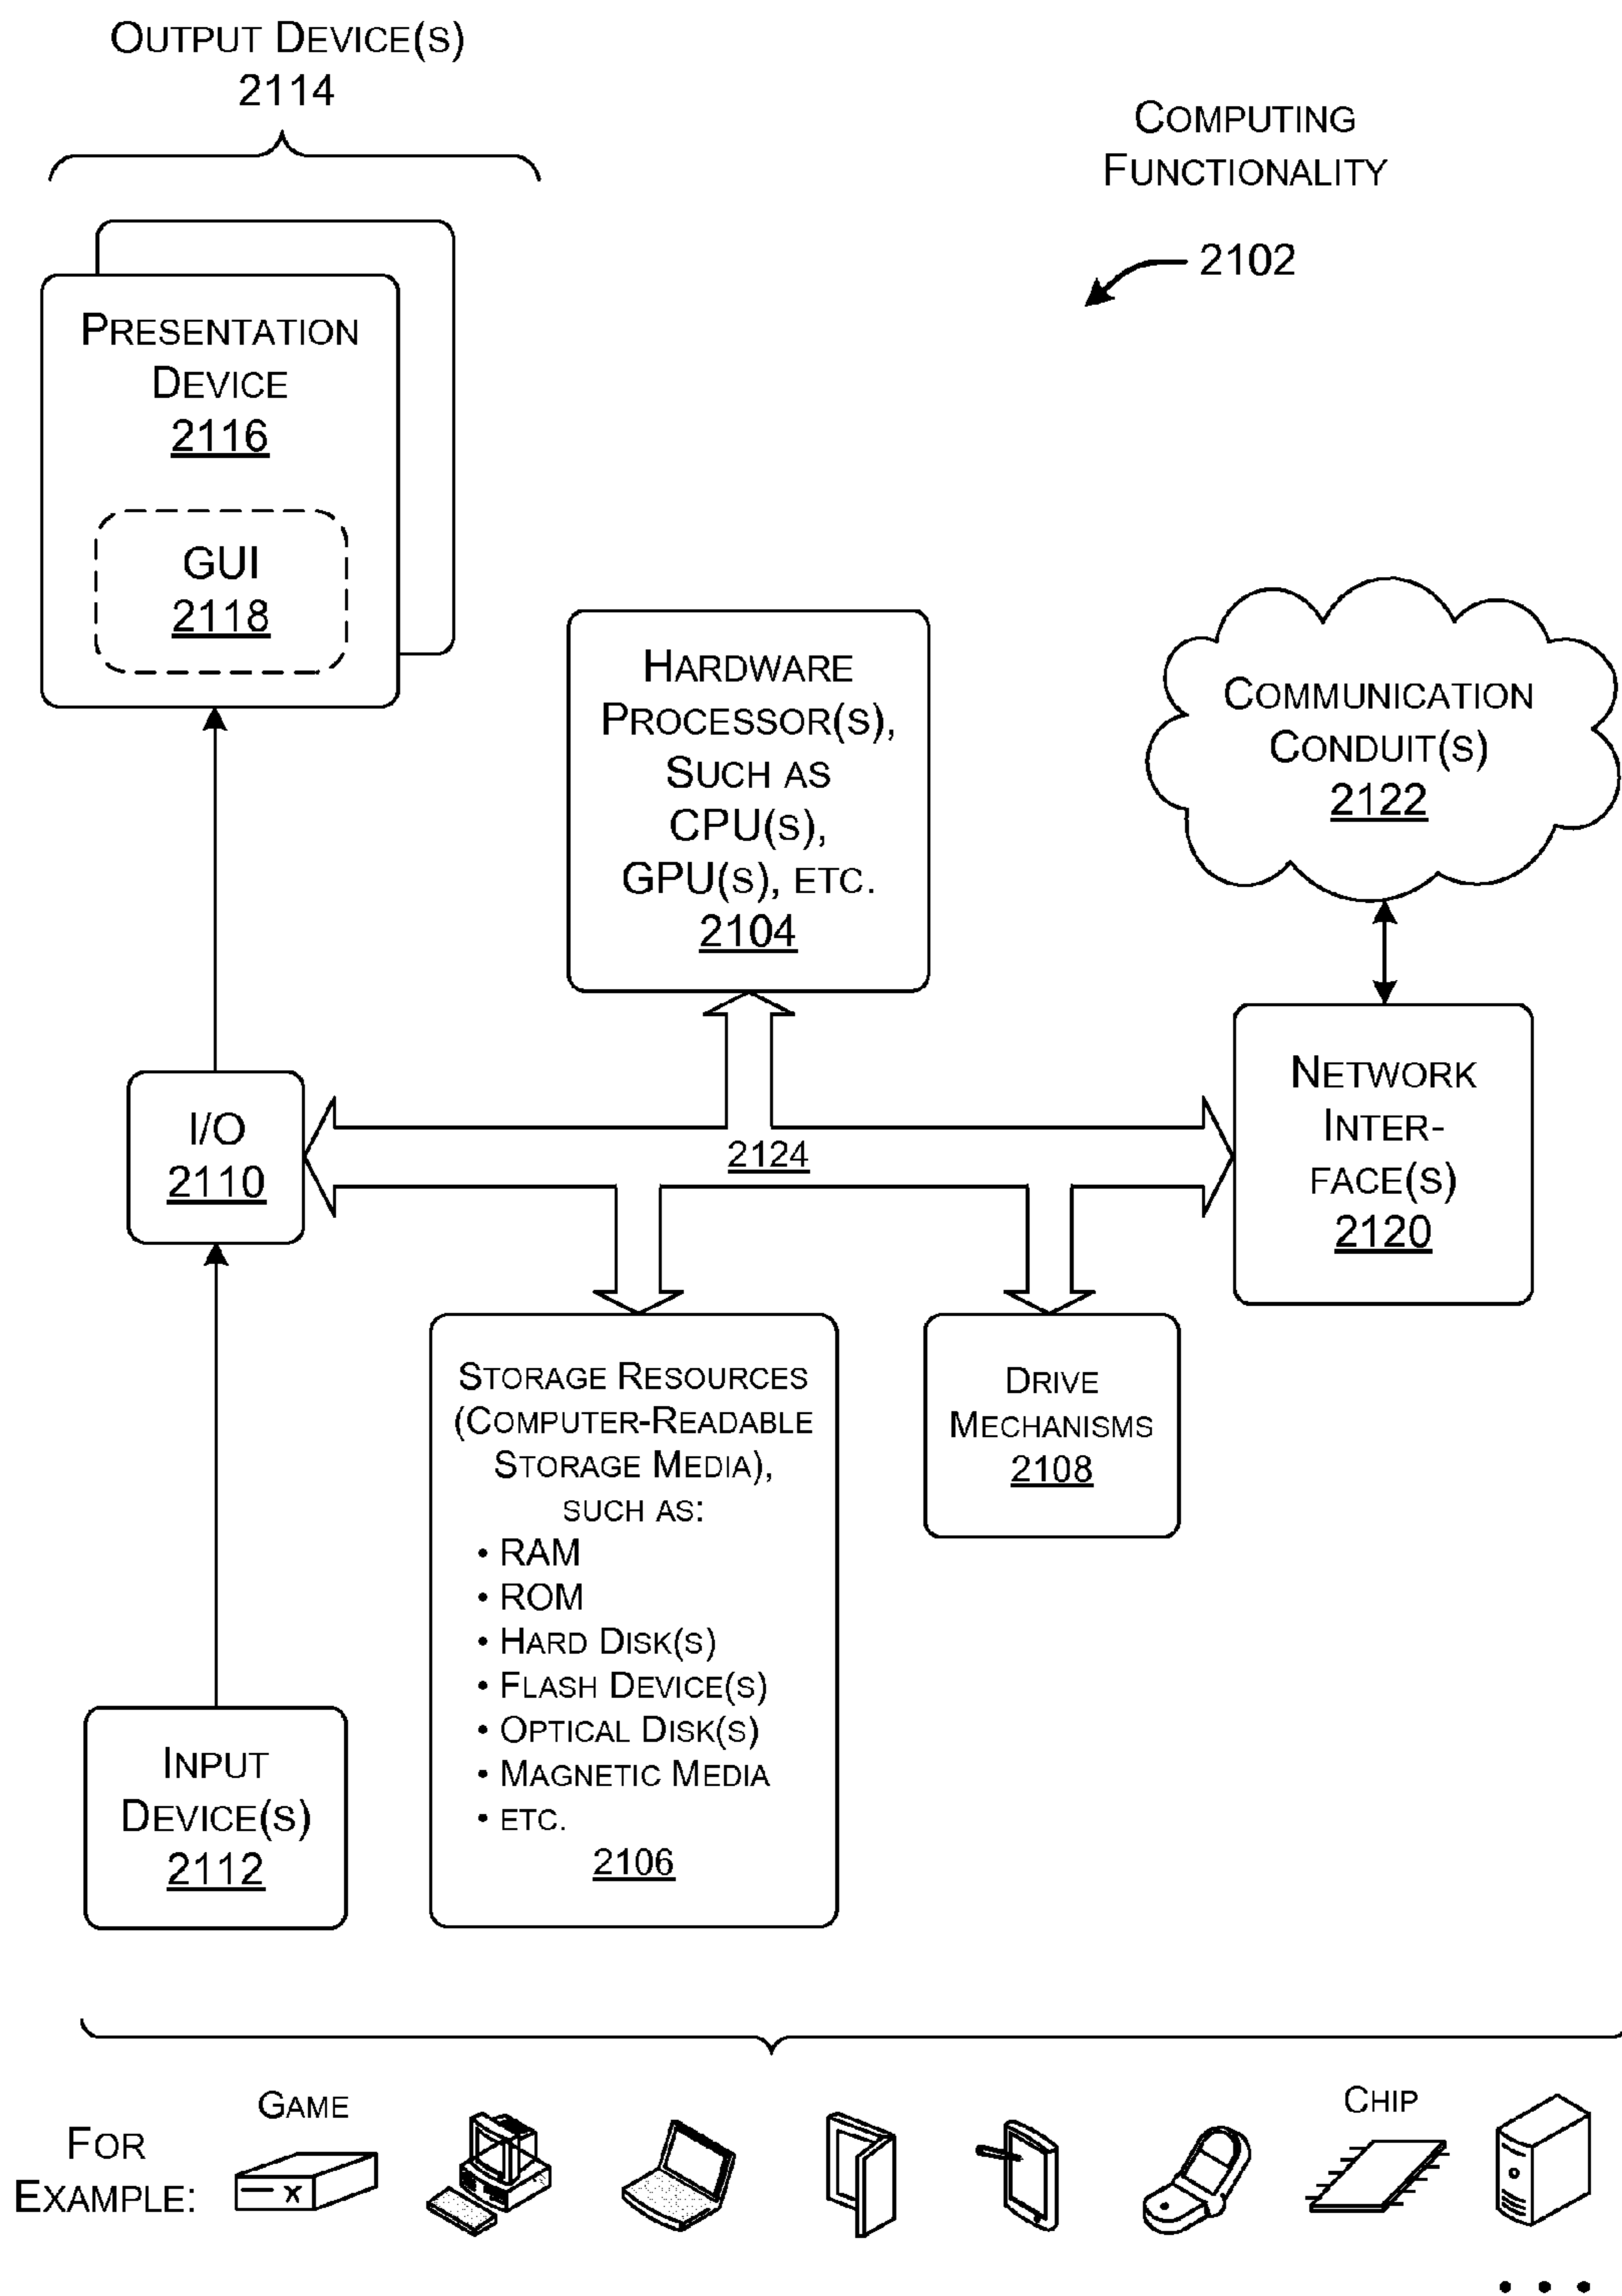 OUTPUT DEVICE(S)
2114
COMPUTING
FUNCTIONALITY
2102
PRESENTATION
DEVICE
2116
GUI
2118
HARDWARE
PROCESSOR(S),
SUCH AS
CPU(S),
GPU(S), ETC.
2104
COMMUNICATION
CONDUIT(S)
2122
I/O
2110
2124
NETWORK
INTER-
FACE(S)
2120
STORAGE RESOURCES
(COMPUTER-READABLE
STORAGE MEDIA),
SUCH AS:
• RAM
• ROM
• HARD DISK(S)
• FLASH DEVICE(S)
• OPTICAL DISK(S)
• MAGNETIC MEDIA
• ETC.
2106
DRIVE
MECHANISMS
2108
INPUT
DEVICE(S)
2112
FOR
EXAMPLE:
GAME
X
CHIP
• • •